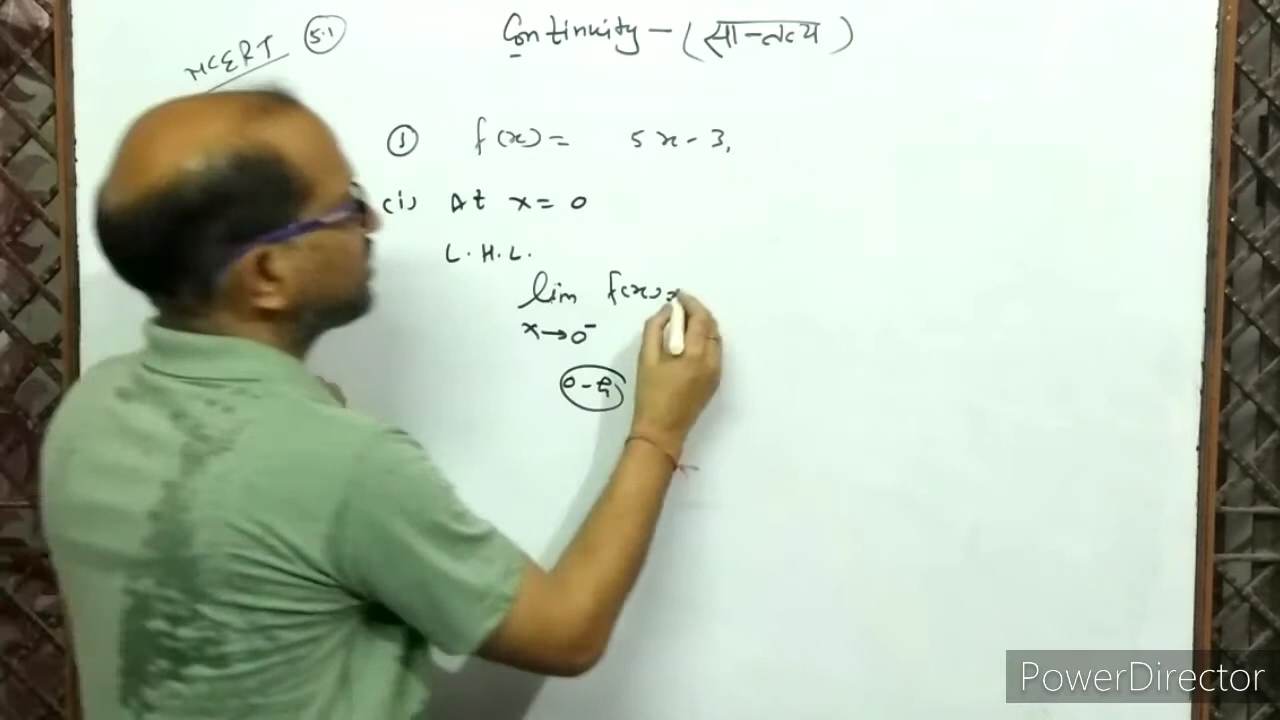 NCERT 5.1
Continuity - (सा-तत्य)
① f(x) = 5x - 3,
(i) At x = 0
L.H.L.
lim f(x) =
x→0⁻
0-h
PowerDirector